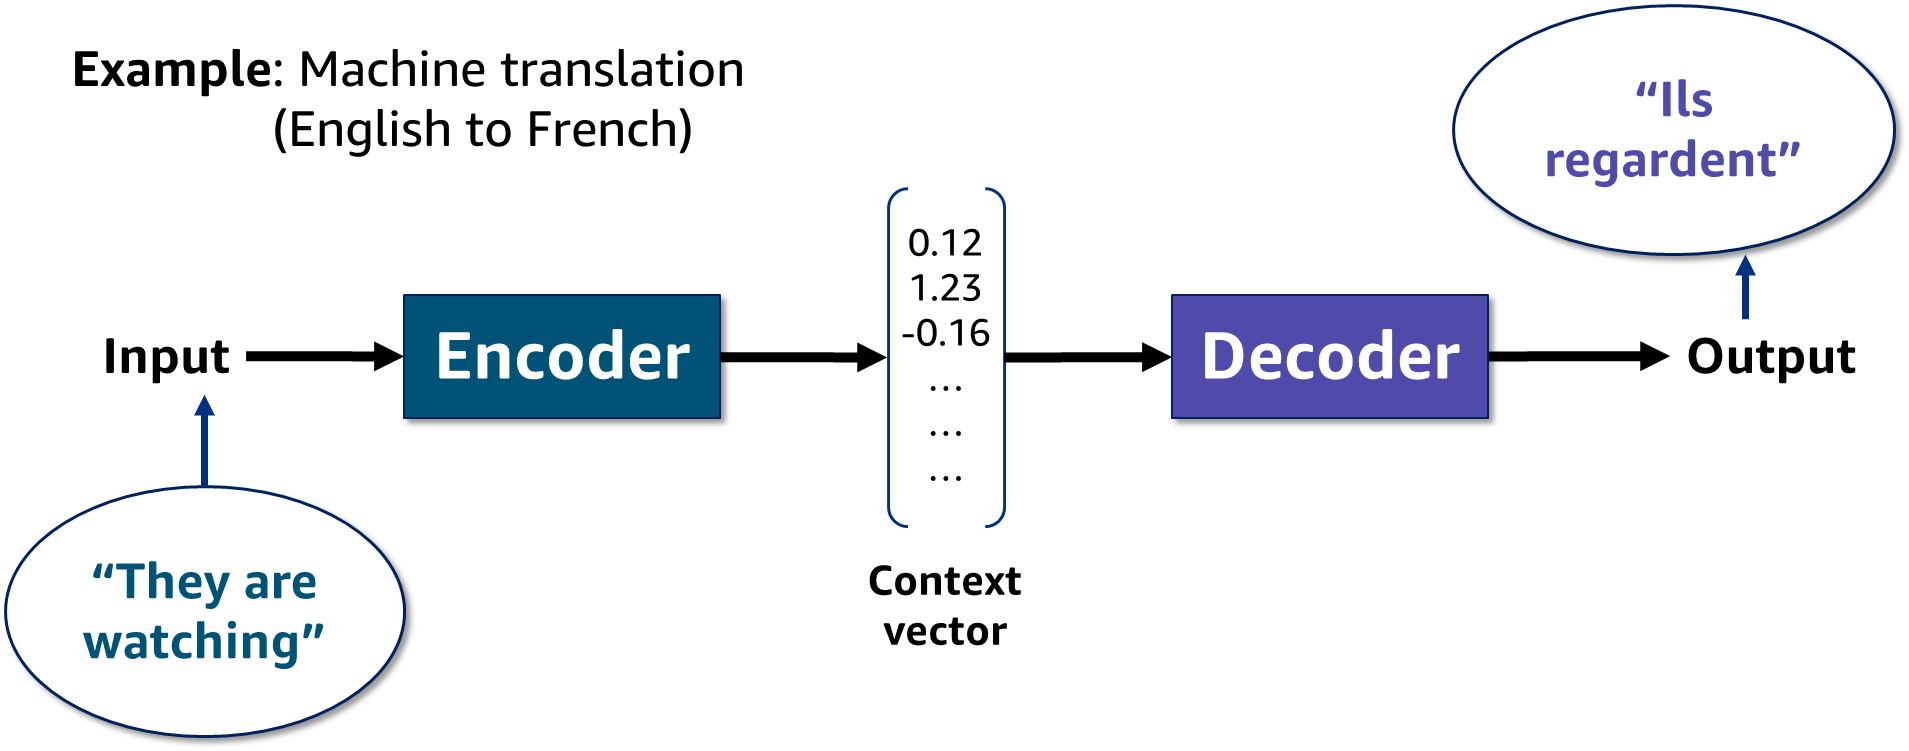 Example: Machine translation
(English to French)
“Ils
regardent”
0.12
1.23
-0.16
...
...
...
Input
Encoder
Decoder
Output
“They are
watching”
Context
vector